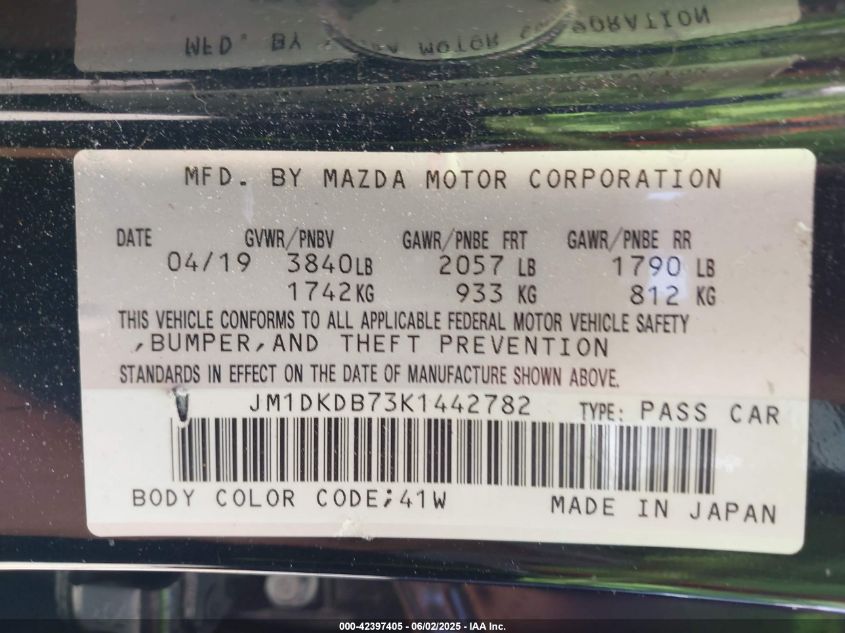 MFD. BY MAZDA MOTOR CORPORATION
DATE GVWR/PNBV GAWR/PNBE FRT GAWR/PNBE RR
04/19 3840LB 2057 LB 1790 LB
1742KG 933 KG 812 KG
THIS VEHICLE CONFORMS TO ALL APPLICABLE FEDERAL MOTOR VEHICLE SAFETY
,BUMPER,AND THEFT PREVENTION
STANDARDS IN EFFECT ON THE DATE OF MANUFACTURE SHOWN ABOVE.
JM1DKDB73K1442782 TYPE: PASS CAR
BODY COLOR CODE;41W MADE IN JAPAN
000-42397405 - 06/02/2025 - IAA Inc.